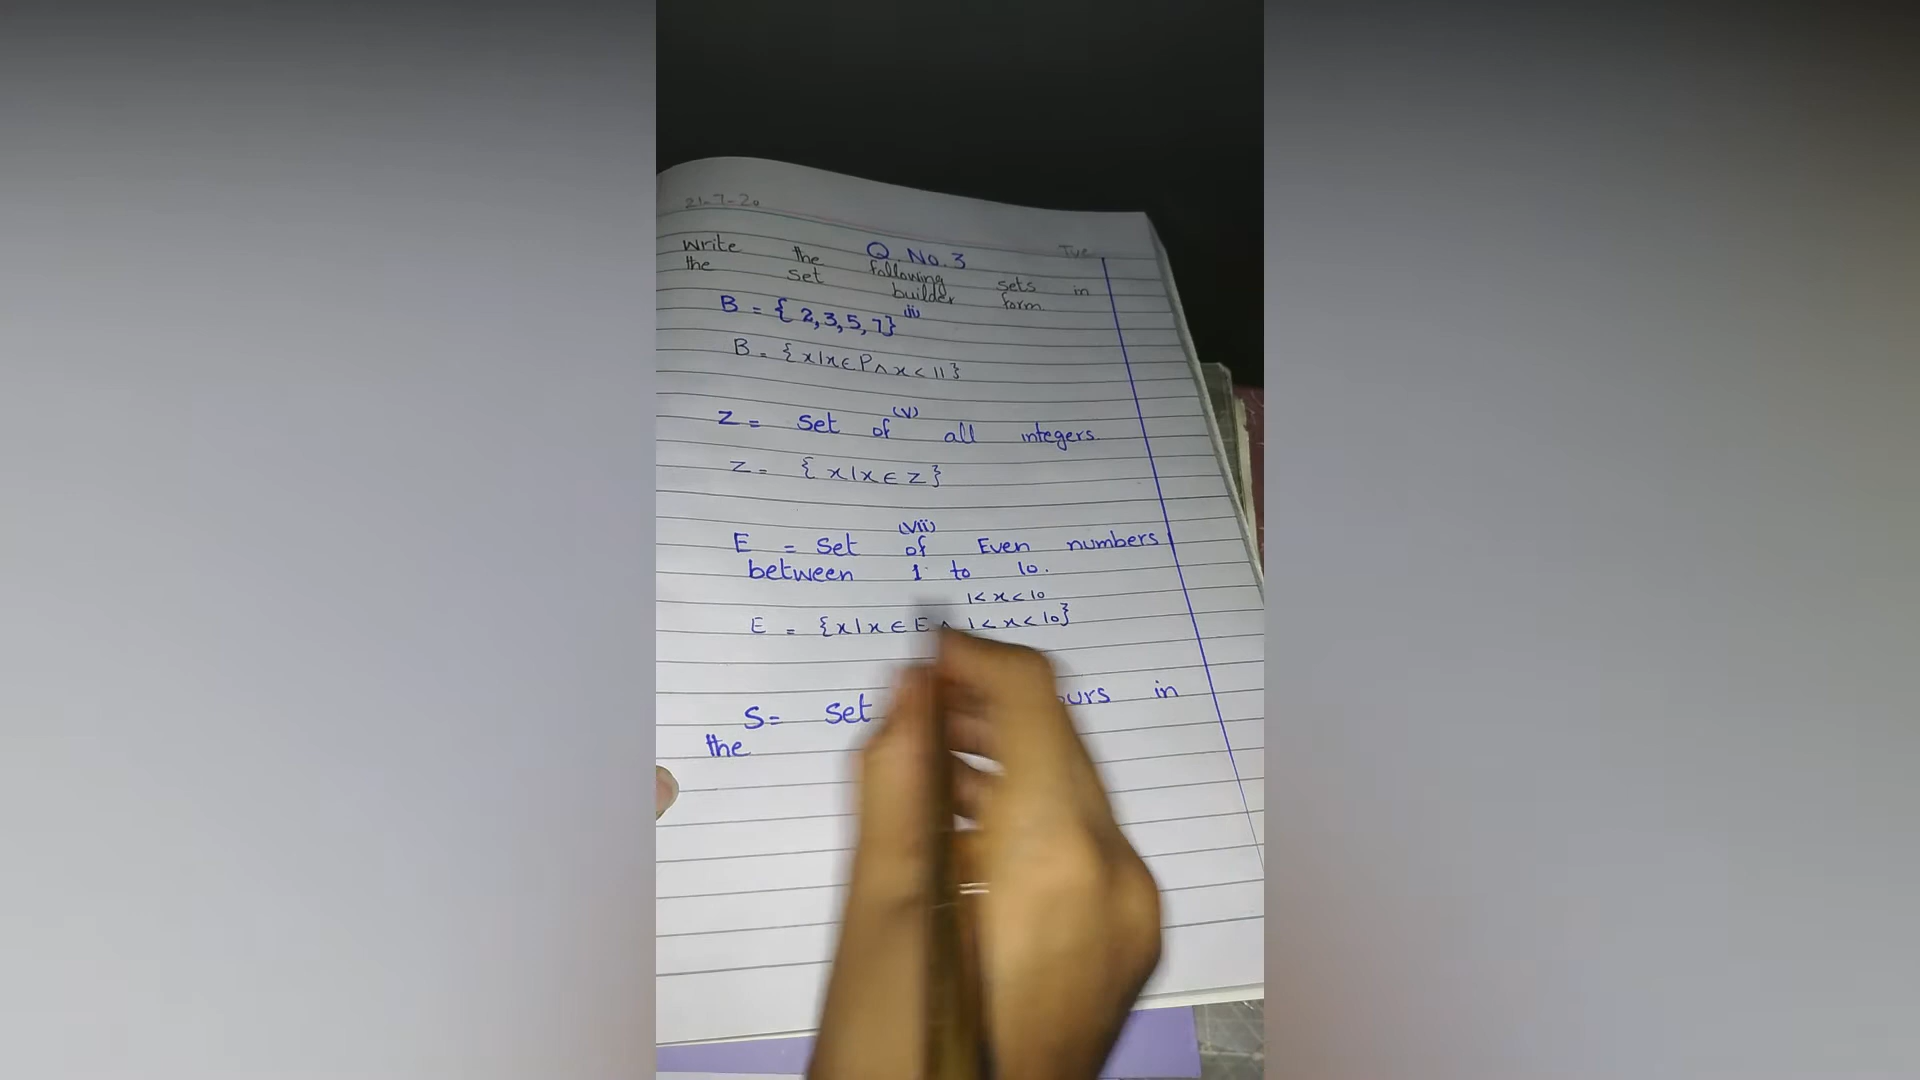 21-7-20
Tue
Q No. 3
Write the following sets in
the set builder form
(ii)
B = { 2,3,5,7}
B = {x|x∈P∧x<11}
(v)
Z = Set of all integers.
Z = { x|x∈Z}
(vii)
E = Set of Even numbers
between 1 to 10.
1<x<10
E = {x|x∈E∧ 1<x<10}
S= Set in
the